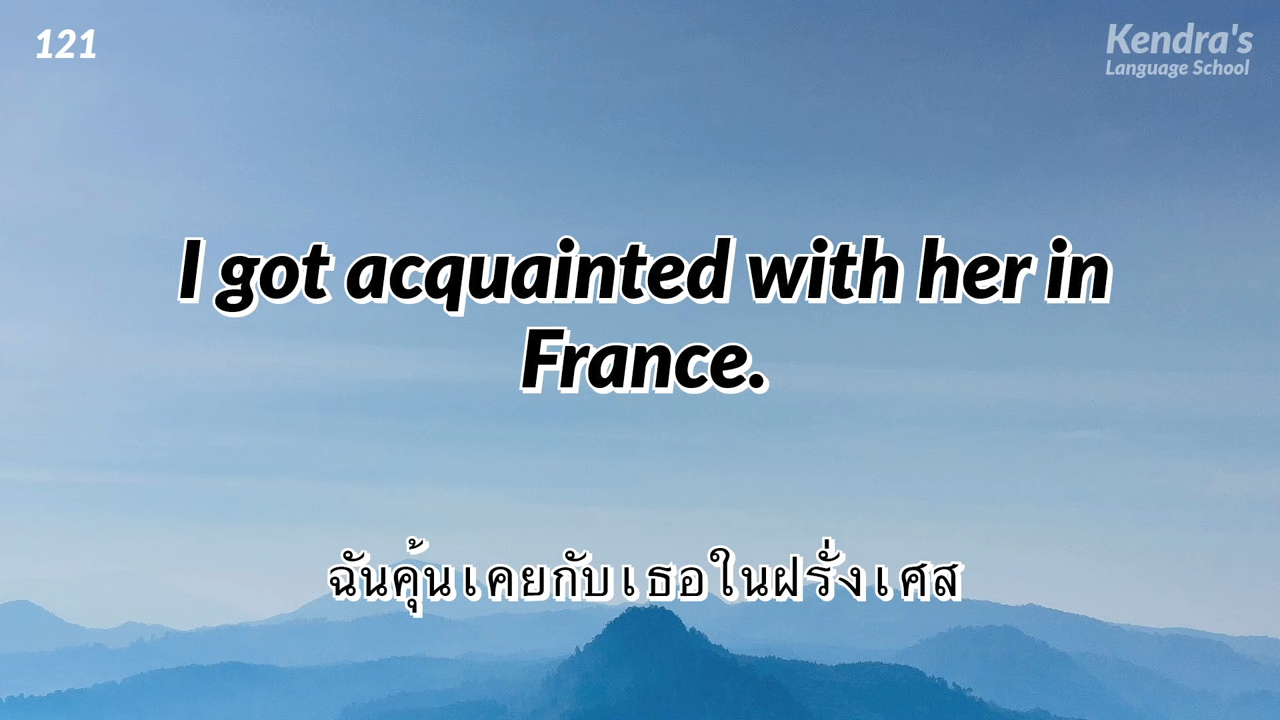 121
Kendra's
Language School
I got acquainted with her in
France.
ฉันคุ้นเคยกับเธอในฝรั่งเศส